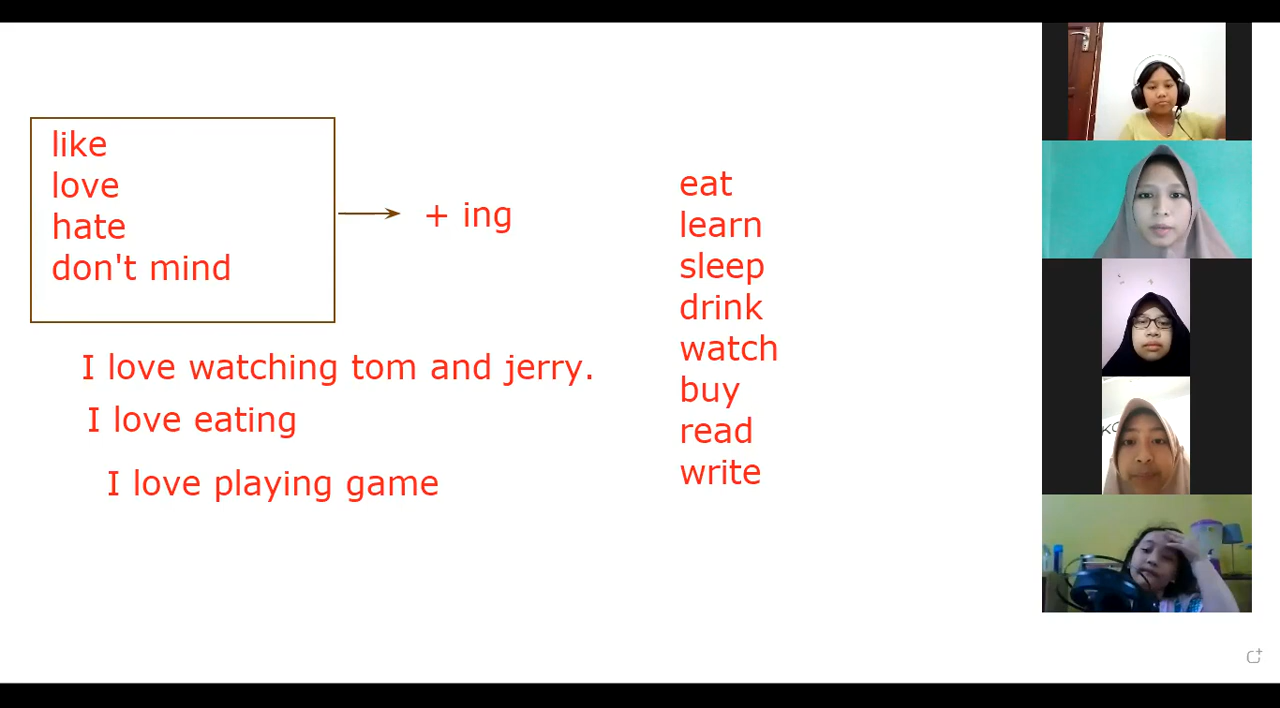 like
love
hate
don't mind
+ ing
I love watching tom and jerry.
I love eating
I love playing game
eat
learn
sleep
drink
watch
buy
read
write